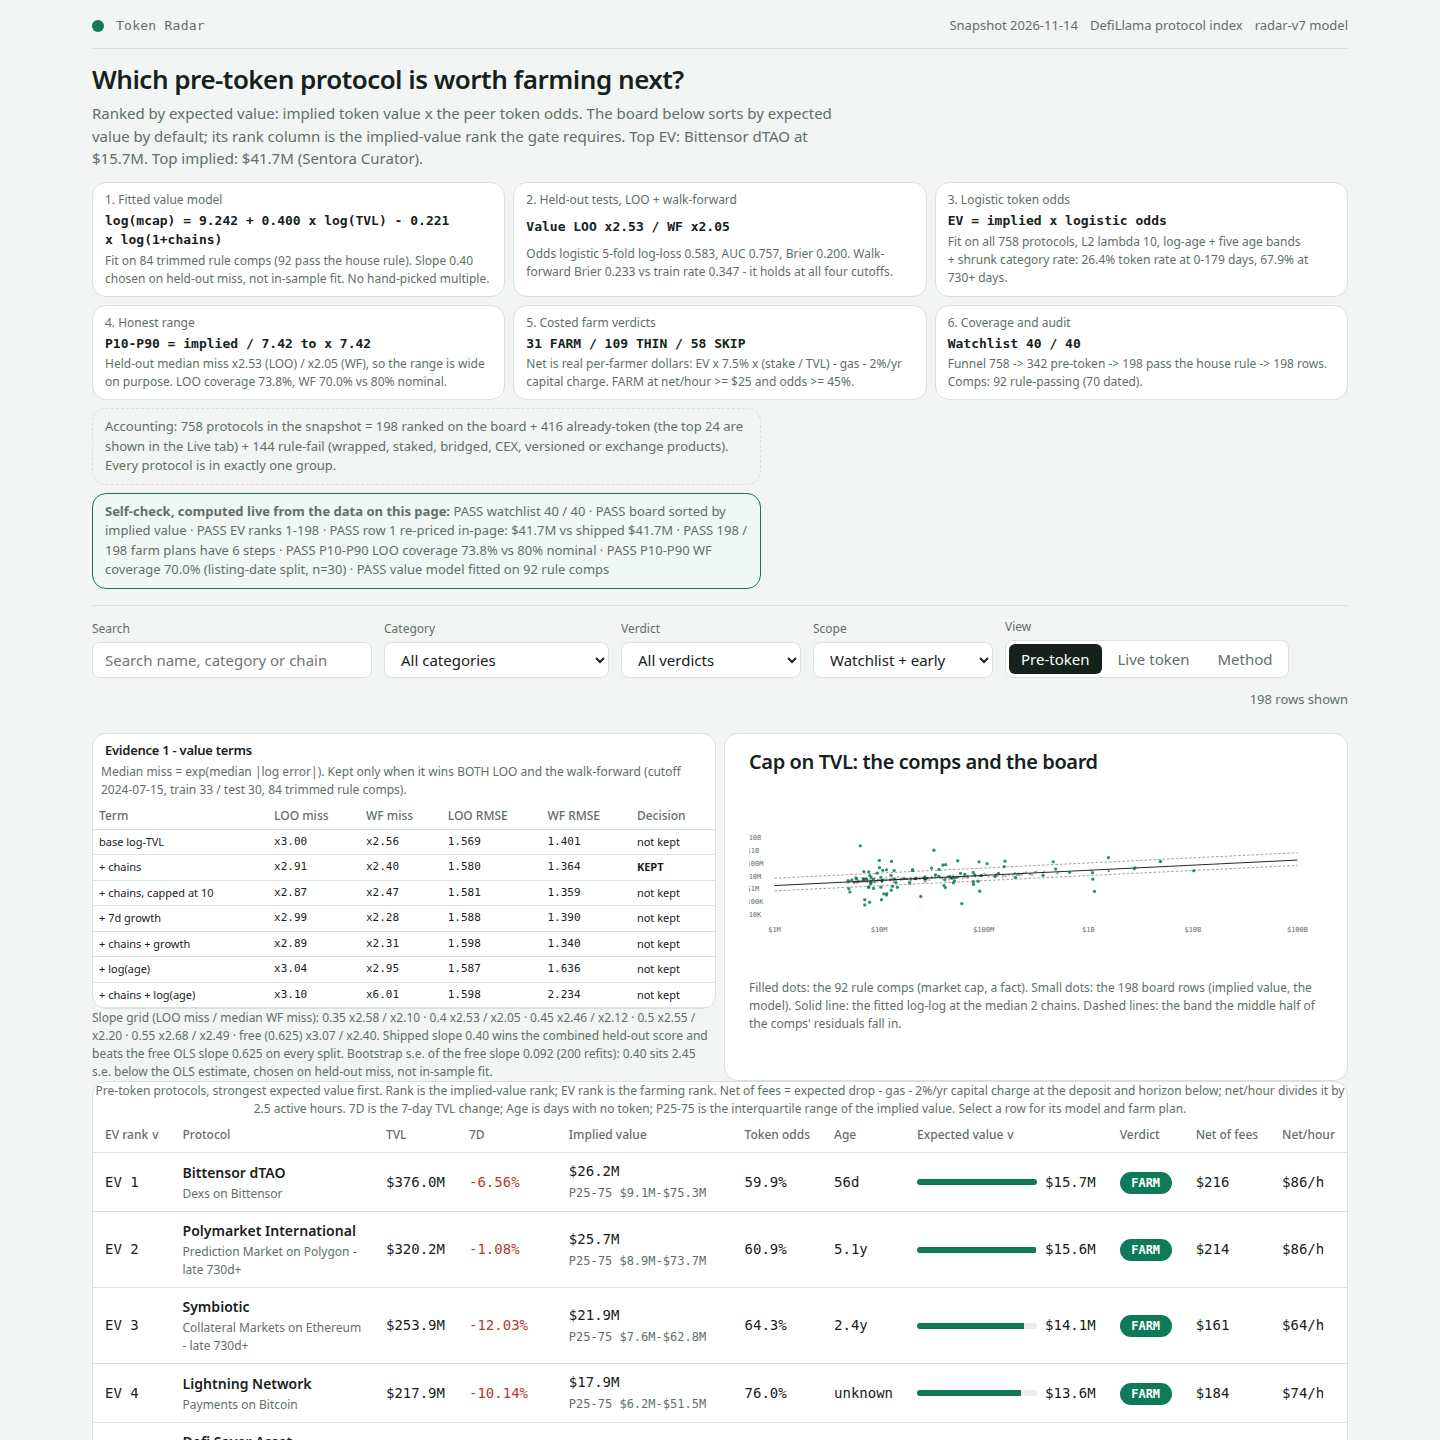 Token Radar
Snapshot 2026-11-14 DefiLlama protocol index radar-v7 model
Which pre-token protocol is worth farming next?
Ranked by expected value: implied token value x the peer token odds. The board below sorts by expected
value by default; its rank column is the implied-value rank the gate requires. Top EV: Bittensor dTAO at
$15.7M. Top implied: $41.7M (Sentora Curator).
1. Fitted value model
log(mcap) = 9.242 + 0.400 x log(TVL) - 0.221
x log(1+chains)
Fit on 84 trimmed rule comps (92 pass the house rule). Slope 0.40
chosen on held-out miss, not in-sample fit. No hand-picked multiple.
2. Held-out tests, LOO + walk-forward
Value LOO x2.53 / WF x2.05
Odds logistic 5-fold log-loss 0.583, AUC 0.757, Brier 0.200. Walk-
forward Brier 0.233 vs train rate 0.347 - it holds at all four cutoffs.
3. Logistic token odds
EV = implied x logistic odds
Fit on all 758 protocols, L2 lambda 10, log-age + five age bands
+ shrunk category rate: 26.4% token rate at 0-179 days, 67.9% at
730+ days.
4. Honest range
P10-P90 = implied / 7.42 to x 7.42
Held-out median miss x2.53 (LOO) / x2.05 (WF), so the range is wide
on purpose. LOO coverage 73.8%, WF 70.0% vs 80% nominal.
5. Costed farm verdicts
31 FARM / 109 THIN / 58 SKIP
Net is real per-farmer dollars: EV x 7.5% x (stake / TVL) - gas - 2%/yr
capital charge. FARM at net/hour >= $25 and odds >= 45%.
6. Coverage and audit
Watchlist 40 / 40
Funnel 758 -> 342 pre-token -> 198 pass the house rule -> 198 rows.
Comps: 92 rule-passing (70 dated).
Accounting: 758 protocols in the snapshot = 198 ranked on the board + 416 already-token (the top 24 are
shown in the Live tab) + 144 rule-fail (wrapped, staked, bridged, CEX, versioned or exchange products).
Every protocol is in exactly one group.
Self-check, computed live from the data on this page: PASS watchlist 40 / 40 · PASS board sorted by
implied value · PASS EV ranks 1-198 · PASS row 1 re-priced in-page: $41.7M vs shipped $41.7M · PASS 198 /
198 farm plans have 6 steps · PASS P10-P90 LOO coverage 73.8% vs 80% nominal · PASS P10-P90 WF
coverage 70.0% (listing-date split, n=30) · PASS value model fitted on 92 rule comps
Search Category Verdict Scope View
Search name, category or chain All categories All verdicts Watchlist + early Pre-token Live token Method
198 rows shown
Evidence 1 - value terms
Median miss = exp(median |log error|). Kept only when it wins BOTH LOO and the walk-forward (cutoff
2024-07-15, train 33 / test 30, 84 trimmed rule comps).
Term LOO miss WF miss LOO RMSE WF RMSE Decision
base log-TVL x3.00 x2.56 1.569 1.401 not kept
+ chains x2.91 x2.40 1.580 1.364 KEPT
+ chains, capped at 10 x2.87 x2.47 1.581 1.359 not kept
+ 7d growth x2.99 x2.28 1.588 1.390 not kept
+ chains + growth x2.89 x2.31 1.598 1.340 not kept
+ log(age) x3.04 x2.95 1.587 1.636 not kept
+ chains + log(age) x3.10 x6.01 1.598 2.234 not kept
Slope grid (LOO miss / median WF miss): 0.35 x2.58 / x2.10 · 0.4 x2.53 / x2.05 · 0.45 x2.46 / x2.12 · 0.5 x2.55 /
x2.20 · 0.55 x2.68 / x2.49 · free (0.625) x3.07 / x2.40. Shipped slope 0.40 wins the combined held-out score and
beats the free OLS slope 0.625 on every split. Bootstrap s.e. of the free slope 0.092 (200 refits): 0.40 sits 2.45
s.e. below the OLS estimate, chosen on held-out miss, not in-sample fit.
Cap on TVL: the comps and the board
10B
$1B
100M
10M
$1M
100K
10K
$1M $10M $100M $1B $10B $100B
Filled dots: the 92 rule comps (market cap, a fact). Small dots: the 198 board rows (implied value, the
model). Solid line: the fitted log-log at the median 2 chains. Dashed lines: the band the middle half of
the comps' residuals fall in.
Pre-token protocols, strongest expected value first. Rank is the implied-value rank; EV rank is the farming rank. Net of fees = expected drop - gas - 2%/yr capital charge at the deposit and horizon below; net/hour divides it by
2.5 active hours. 7D is the 7-day TVL change; Age is days with no token; P25-75 is the interquartile range of the implied value. Select a row for its model and farm plan.
EV rank v Protocol TVL 7D Implied value Token odds Age Expected value v Verdict Net of fees Net/hour
EV 1 Bittensor dTAO $376.0M -6.56% $26.2M 59.9% 56d $15.7M FARM $216 $86/h
Dexs on Bittensor P25-75 $9.1M-$75.3M
EV 2 Polymarket International $320.2M -1.08% $25.7M 60.9% 5.1y $15.6M FARM $214 $86/h
Prediction Market on Polygon - P25-75 $8.9M-$73.7M
late 730d+
EV 3 Symbiotic $253.9M -12.03% $21.9M 64.3% 2.4y $14.1M FARM $161 $64/h
Collateral Markets on Ethereum P25-75 $7.6M-$62.8M
- late 730d+
EV 4 Lightning Network $217.9M -10.14% $17.9M 76.0% unknown $13.6M FARM $184 $74/h
Payments on Bitcoin P25-75 $6.2M-$51.5M